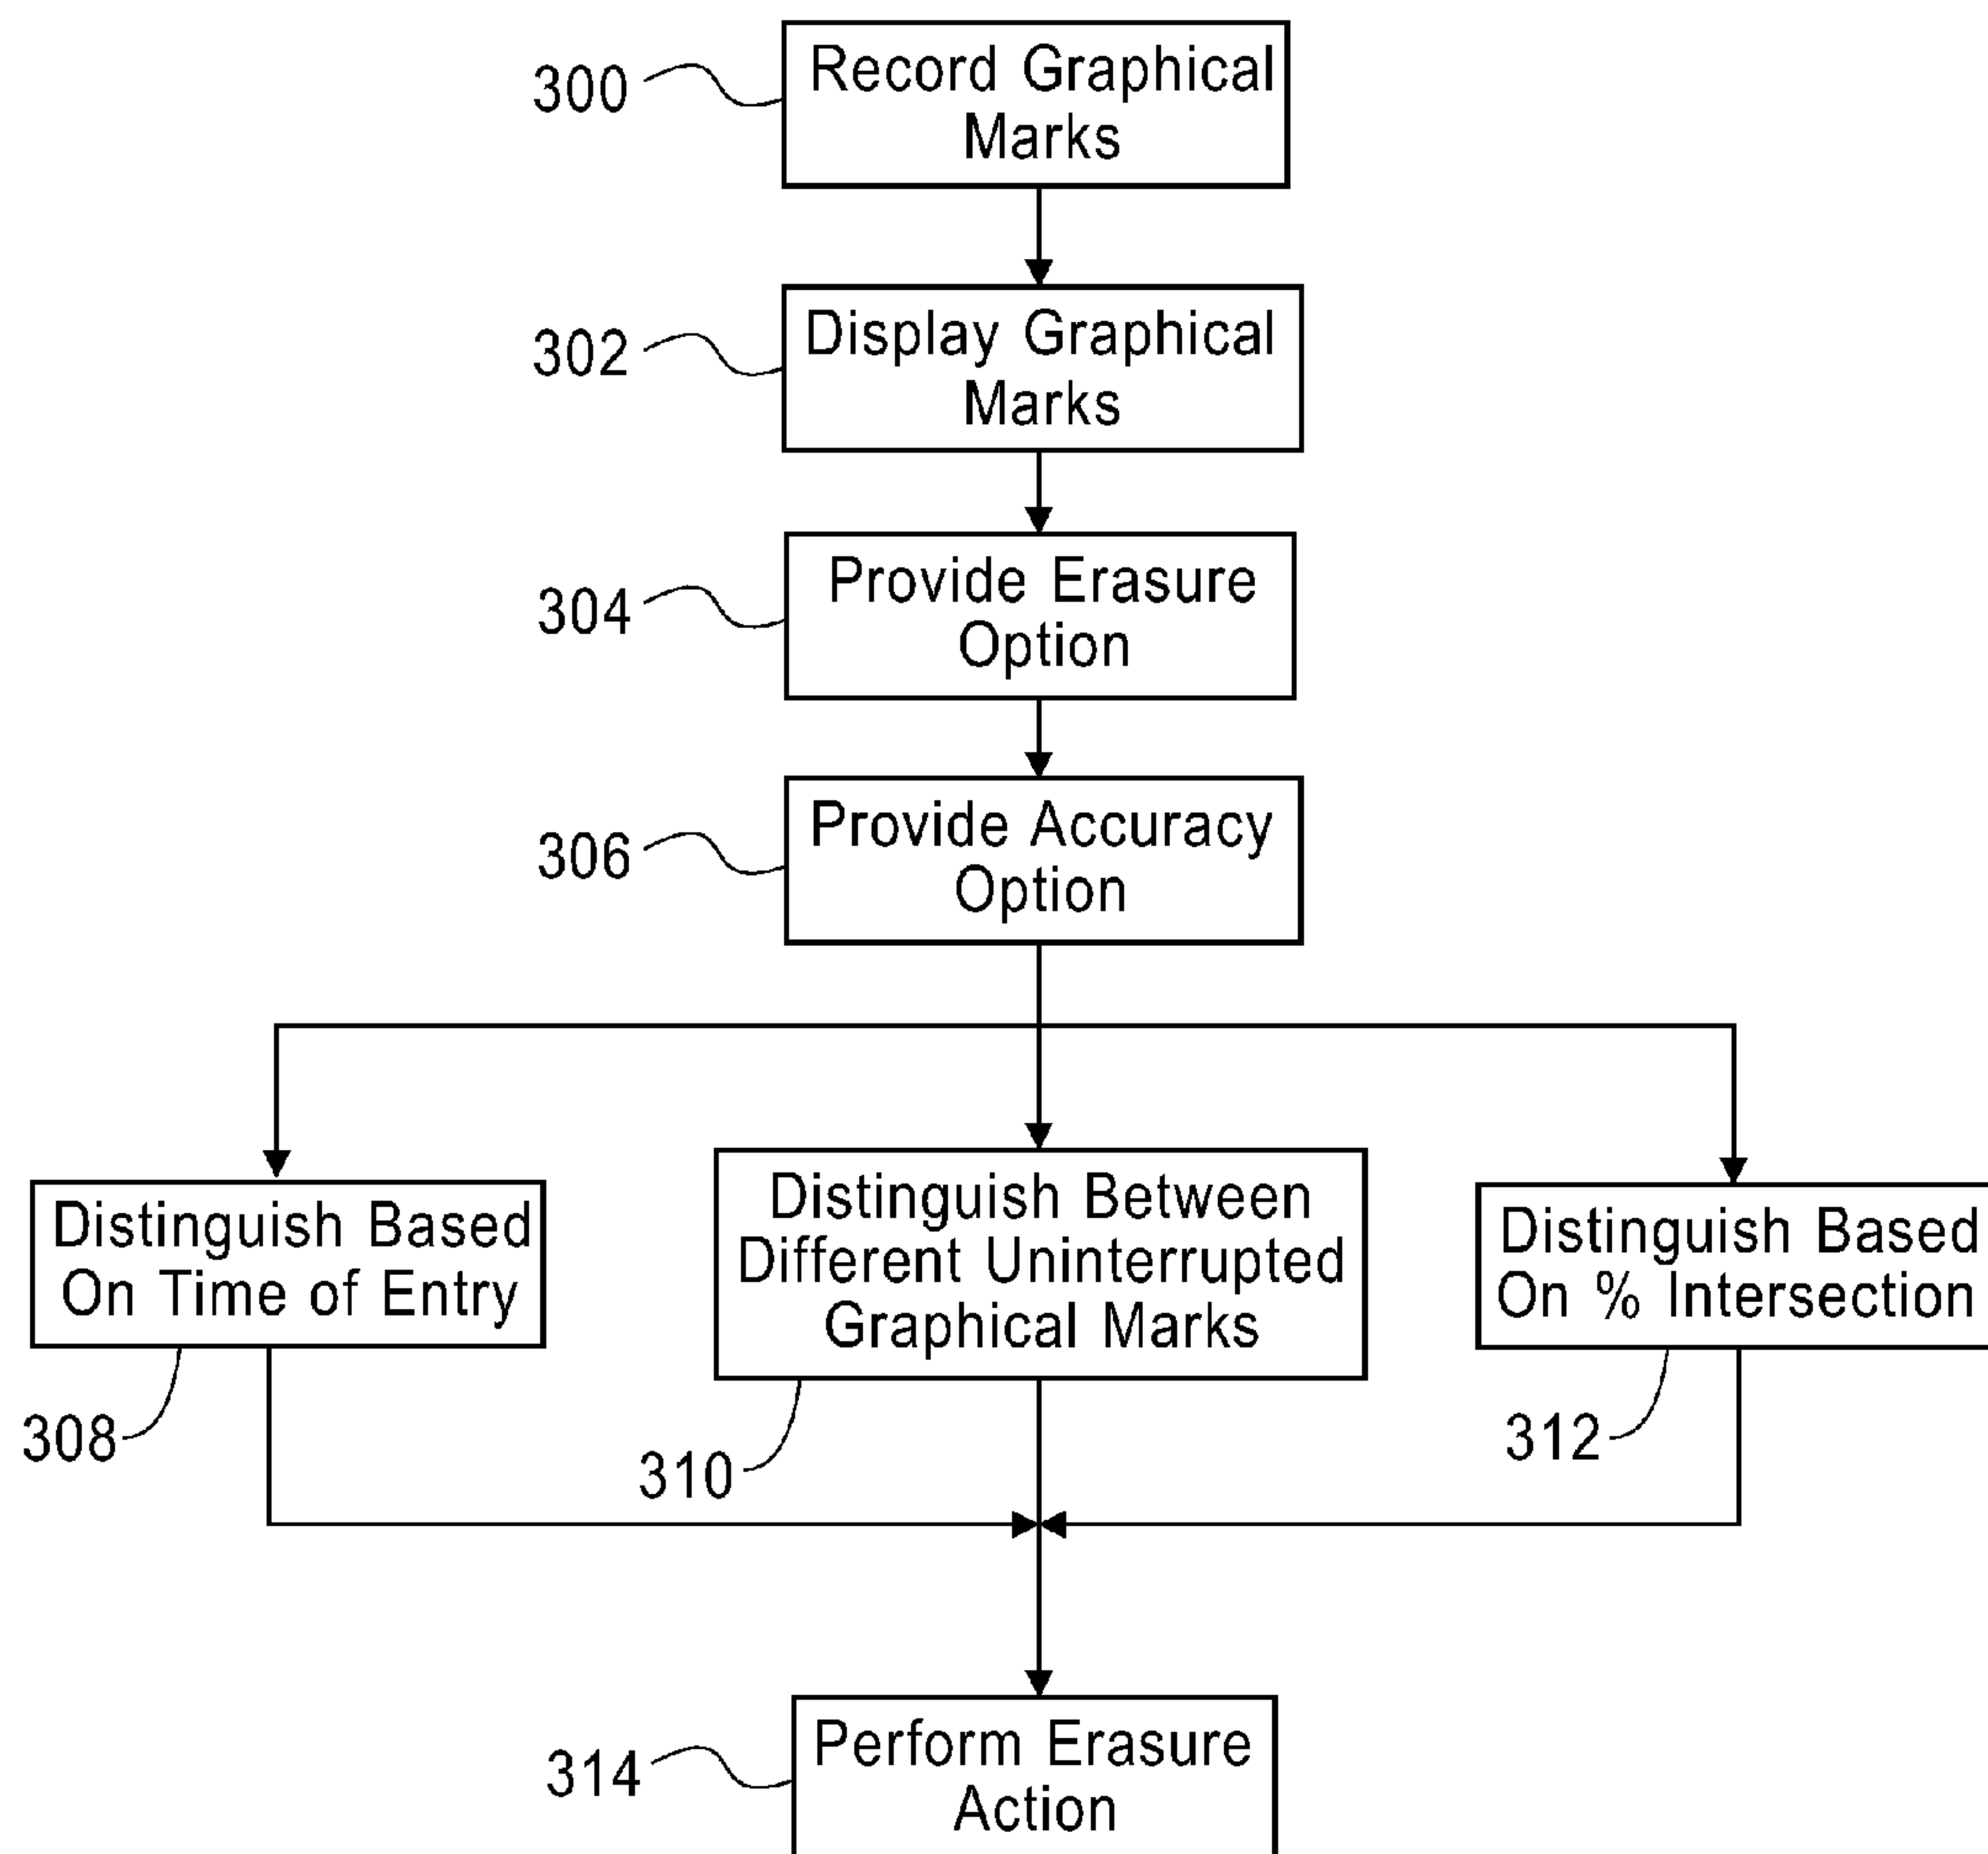 300
Record Graphical
Marks
302
Display Graphical
Marks
304
Provide Erasure
Option
306
Provide Accuracy
Option
Distinguish Based
On Time of Entry
308
Distinguish Between
Different Uninterrupted
Graphical Marks
310
Distinguish Based
On % Intersection
312
314
Perform Erasure
Action